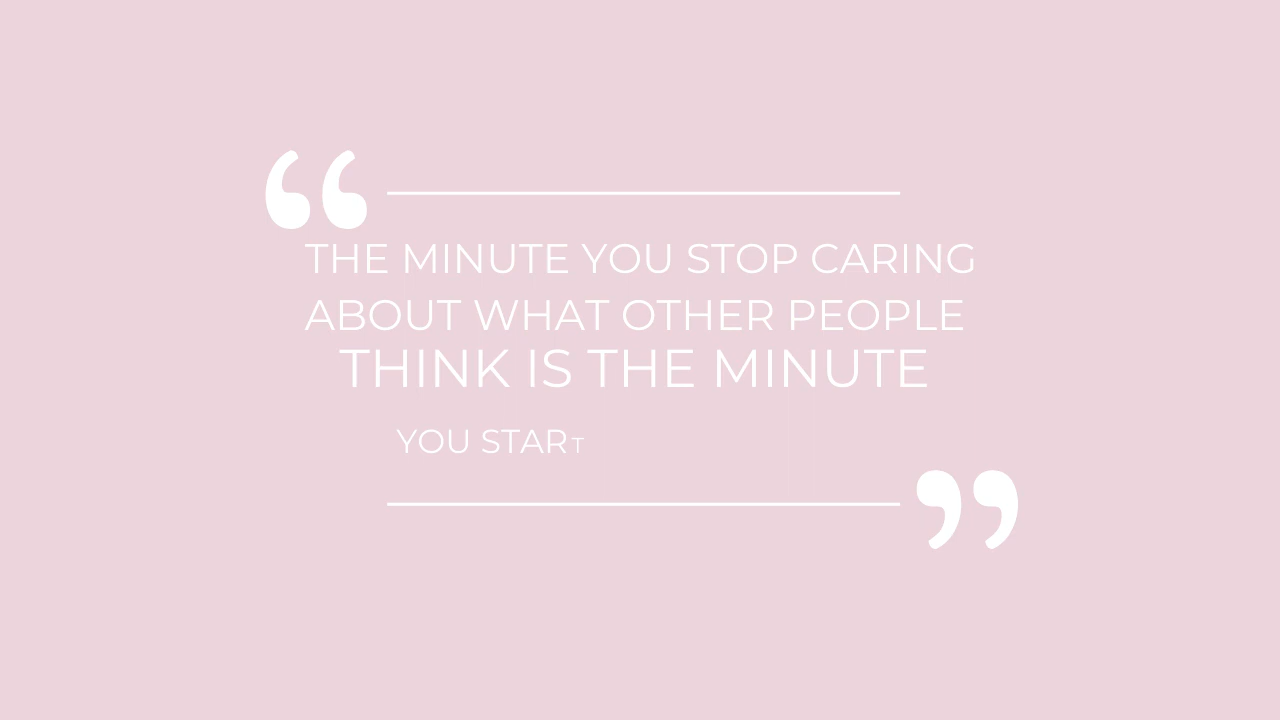 “
THE MINUTE YOU STOP CARING
ABOUT WHAT OTHER PEOPLE
THINK IS THE MINUTE
YOU START
”